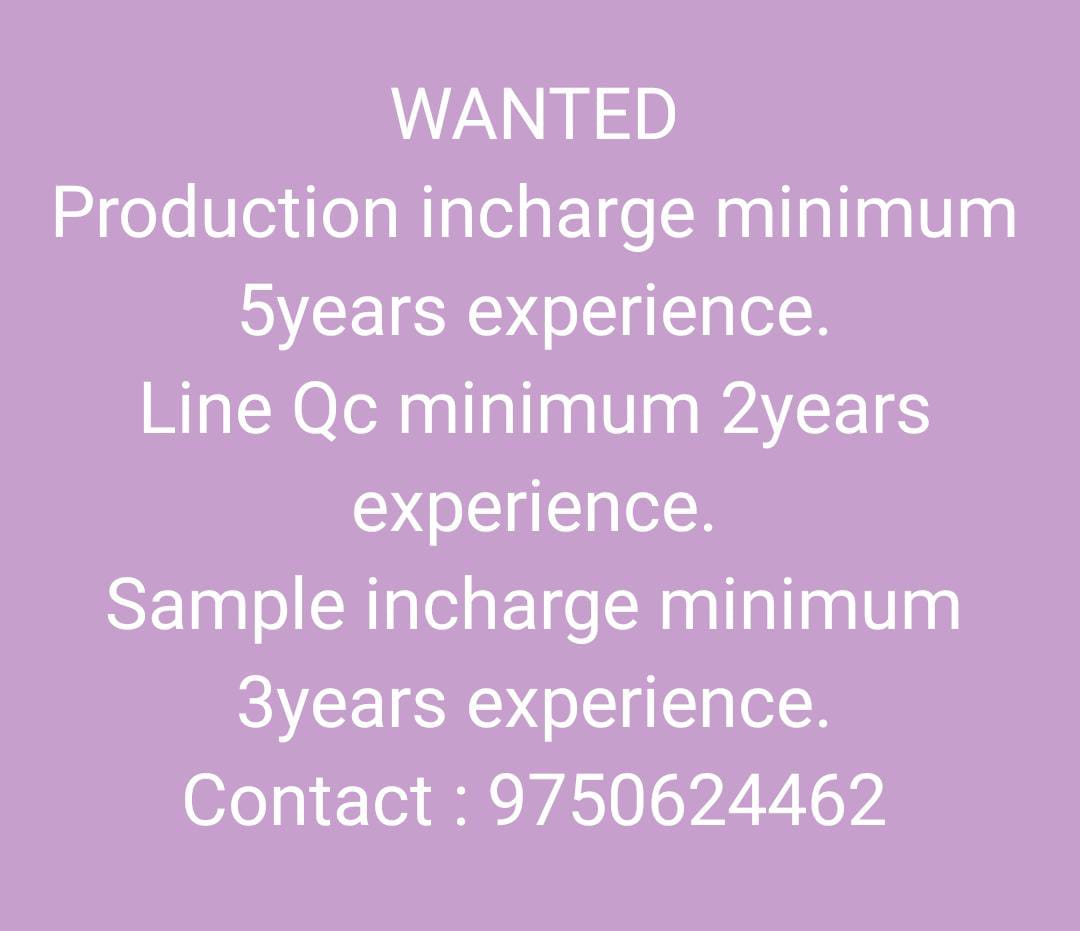 WANTED
Production incharge minimum
5years experience.
Line Qc minimum 2years
experience.
Sample incharge minimum
3years experience.
Contact : 9750624462